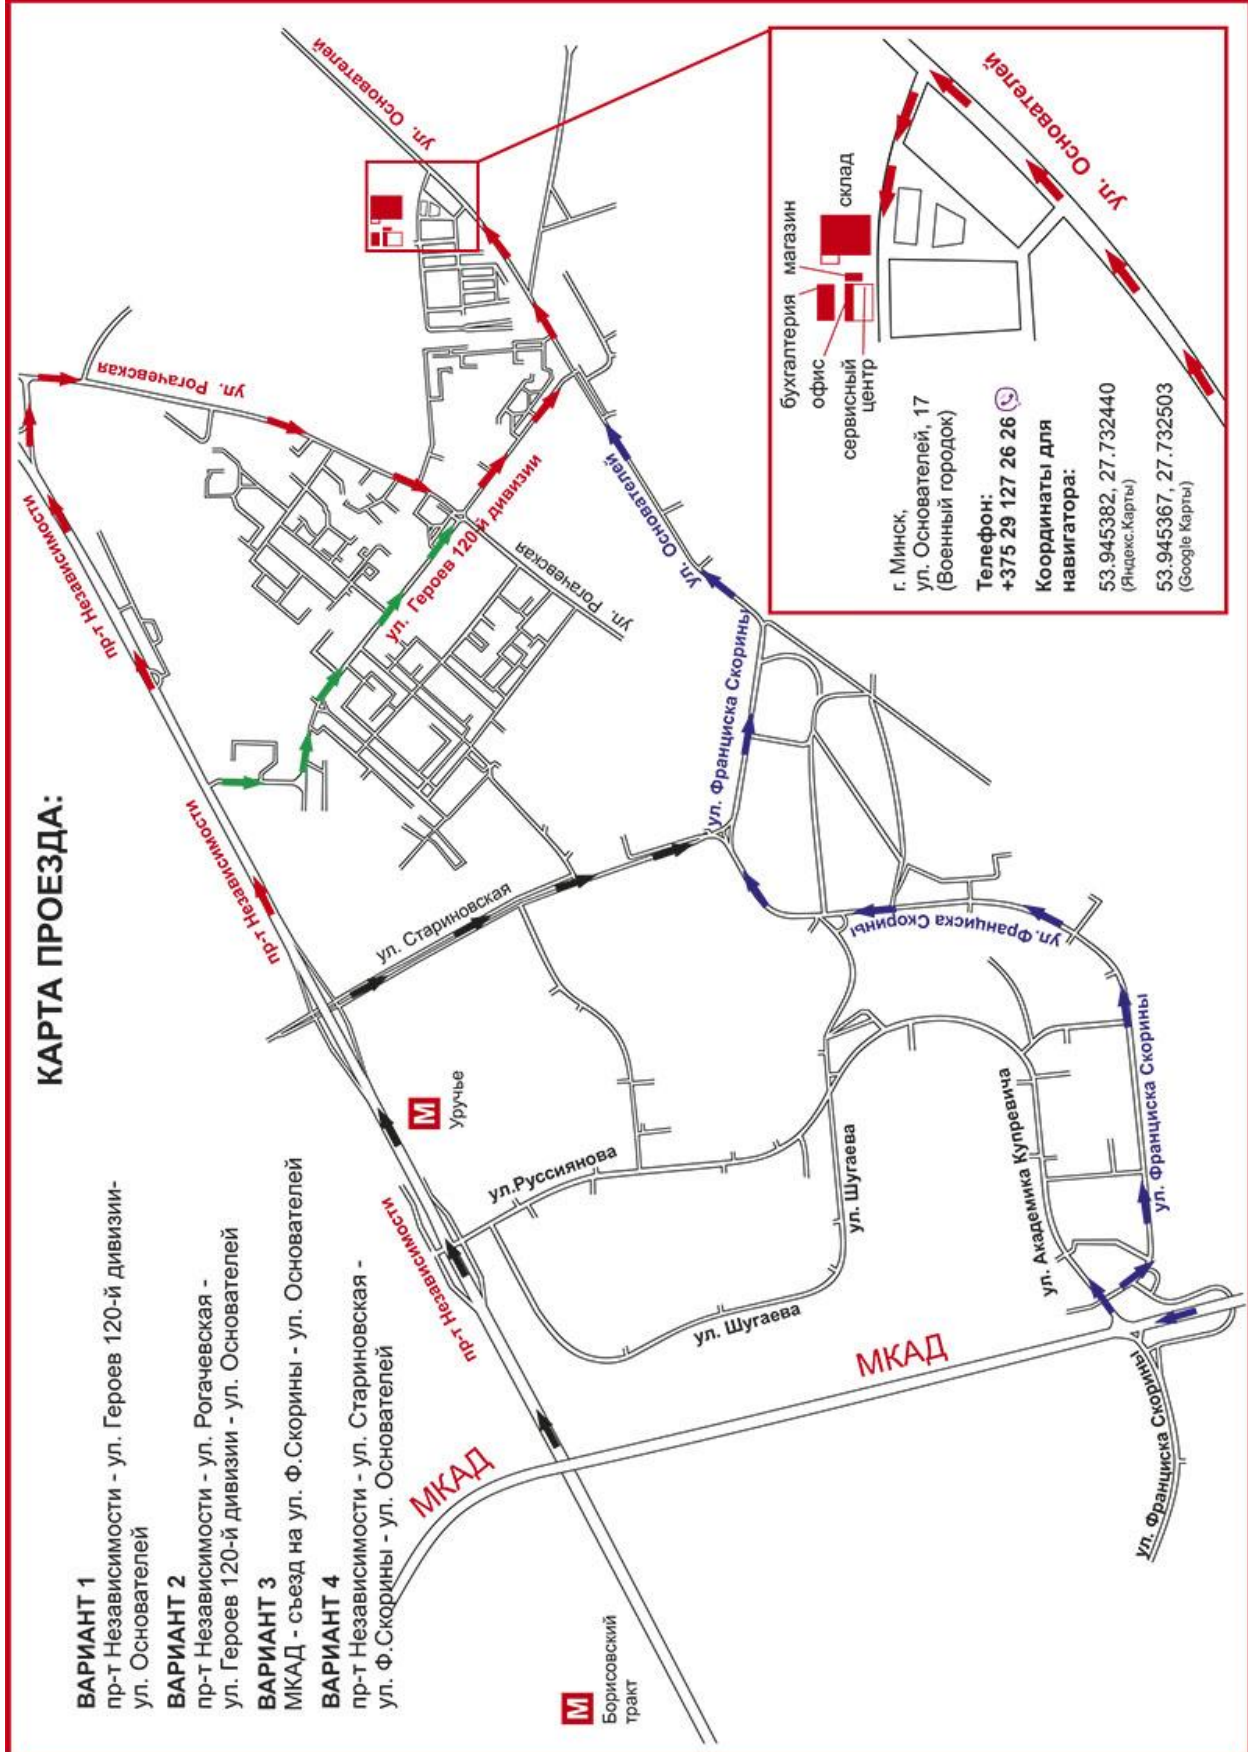 КАРТА ПРОЕЗДА:
ВАРИАНТ 1
пр-т Независимости - ул. Героев 120-й дивизии-
ул. Основателей
ВАРИАНТ 2
пр-т Независимости - ул. Рогачевская -
ул. Героев 120-й дивизии - ул. Основателей
ВАРИАНТ 3
МКАД - съезд на ул. Ф.Скорины - ул. Основателей
ВАРИАНТ 4
пр-т Независимости - ул. Стариновская -
ул. Ф.Скорины - ул. Основателей
М
Борисовский
тракт
МКАД
МКАД
пр-т Независимости
М
Уручье
пр-т Независимости
пр-т Независимости
пр-т Независимости
ул. Рогачевская
ул. Рогачевская
ул. Героев 120-й дивизии
ул. Стариновская
ул.Руссиянова
ул. Шугаева
ул. Шугаева
ул. Академика Купревича
ул. Франциска Скорины
ул. Франциска Скорины
ул.Франциска Скорины
ул. Франциска Скорины
ул. Основателей
ул. Основателей
бухгалтерия
магазин
офис
склад
сервисный
центр
ул. Основателей
г. Минск,
ул. Основателей, 17
(Военный городок)
Телефон:
+375 29 127 26 26
Координаты для
навигатора:
53.945382, 27.732440
(Яндекс.Карты)
53.945367, 27.732503
(Google Карты)